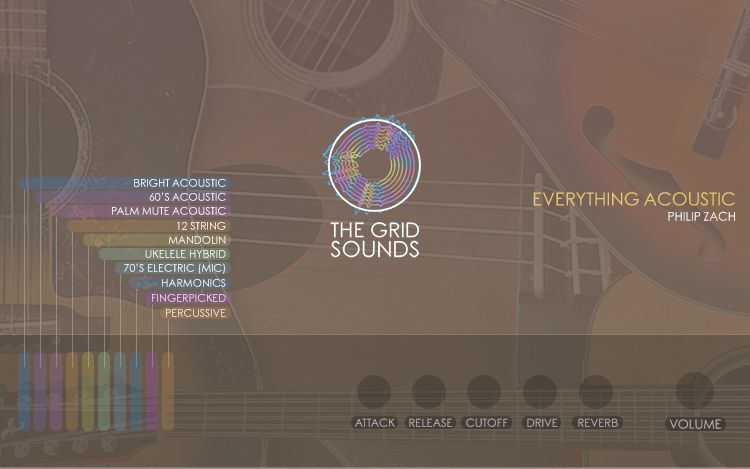 BRIGHT ACOUSTIC
60'S ACOUSTIC
PALM MUTE ACOUSTIC
12 STRING
MANDOLIN
UKELELE HYBRID
70'S ELECTRIC (MIC)
HARMONICS
FINGERPICKED
PERCUSSIVE
THE GRID
SOUNDS
EVERYTHING ACOUSTIC
PHILIP ZACH
ATTACK RELEASE CUTOFF DRIVE REVERB VOLUME